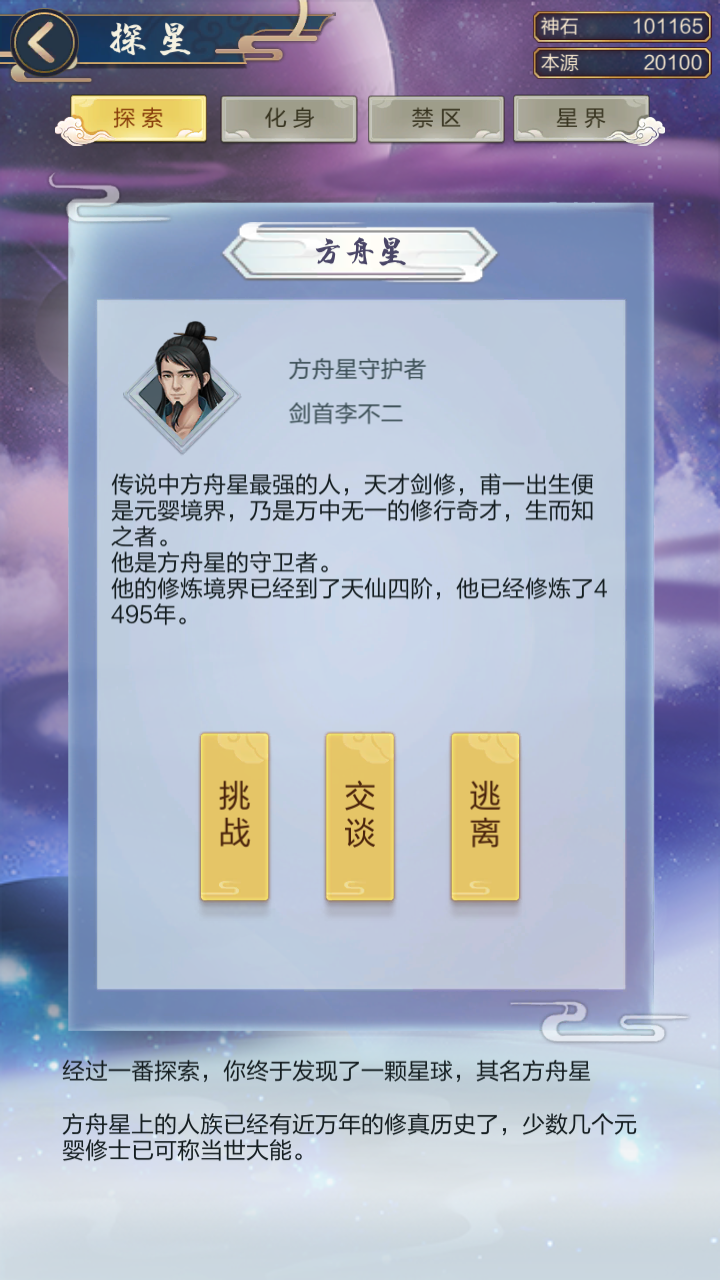 探星
神石 101165
本源 20100
探索 化身 禁区 星界
方舟星
方舟星守护者
剑首李不二
传说中方舟星最强的人，天才剑修，甫一出生便
是元婴境界，乃是万中无一的修行奇才，生而知
之者。
他是方舟星的守卫者。
他的修炼境界已经到了天仙四阶，他已经修炼了4
495年。
挑战 交谈 逃离
经过一番探索，你终于发现了一颗星球，其名方舟星
方舟星上的人族已经有近万年的修真历史了，少数几个元
婴修士已可称当世大能。